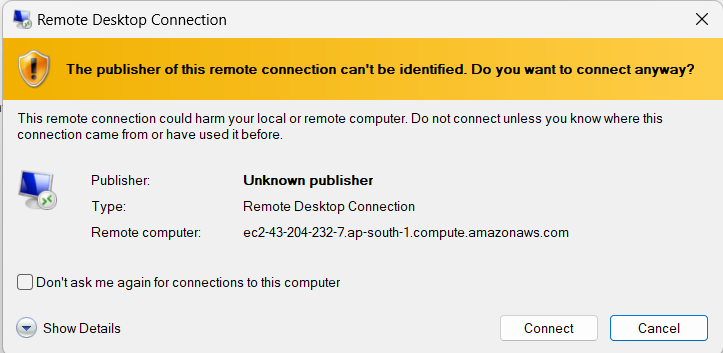 Remote Desktop Connection
The publisher of this remote connection can't be identified. Do you want to connect anyway?
This remote connection could harm your local or remote computer. Do not connect unless you know where this
connection came from or have used it before.
Publisher: Unknown publisher
Type: Remote Desktop Connection
Remote computer: ec2-43-204-232-7.ap-south-1.compute.amazonaws.com
Don't ask me again for connections to this computer
Show Details Connect Cancel